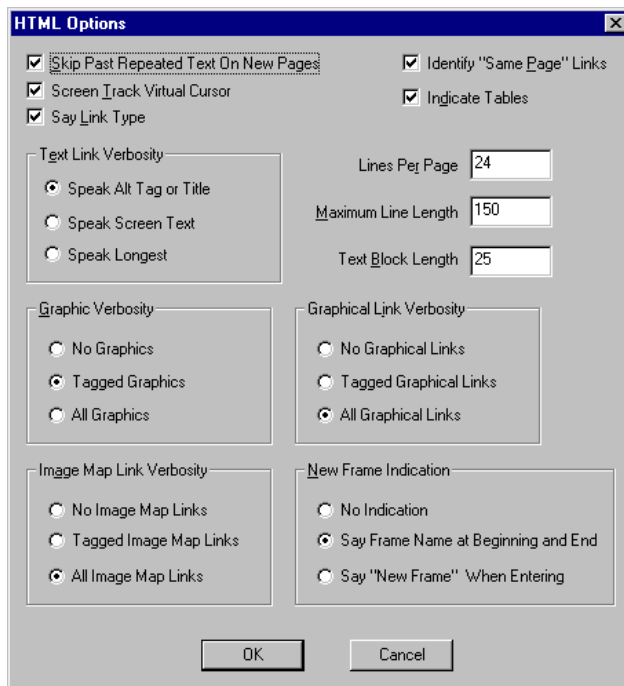 HTML Options
Skip Past Repeated Text On New Pages
Identify "Same Page" Links
Screen Track Virtual Cursor
Indicate Tables
Say Link Type
Text Link Verbosity
Speak Alt Tag or Title
Speak Screen Text
Speak Longest
Lines Per Page 24
Maximum Line Length 150
Text Block Length 25
Graphic Verbosity
No Graphics
Tagged Graphics
All Graphics
Graphical Link Verbosity
No Graphical Links
Tagged Graphical Links
All Graphical Links
Image Map Link Verbosity
No Image Map Links
Tagged Image Map Links
All Image Map Links
New Frame Indication
No Indication
Say Frame Name at Beginning and End
Say "New Frame" When Entering
OK
Cancel